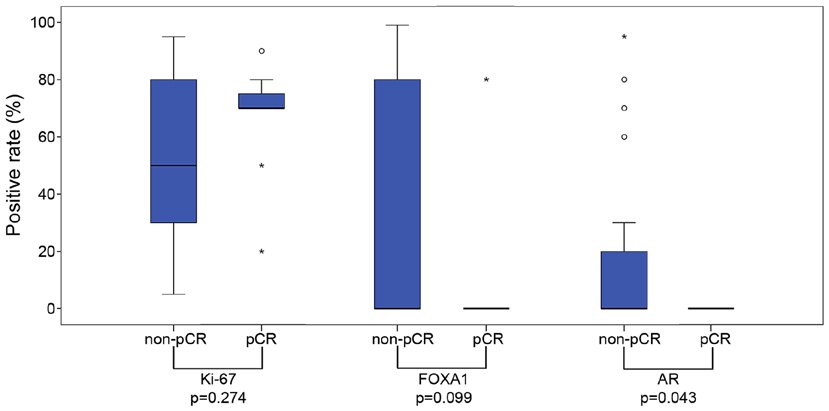 Positive rate (%)
100
80
60
40
20
0
non-pCR pCR non-pCR pCR non-pCR pCR
Ki-67 FOXA1 AR
p=0.274 p=0.099 p=0.043